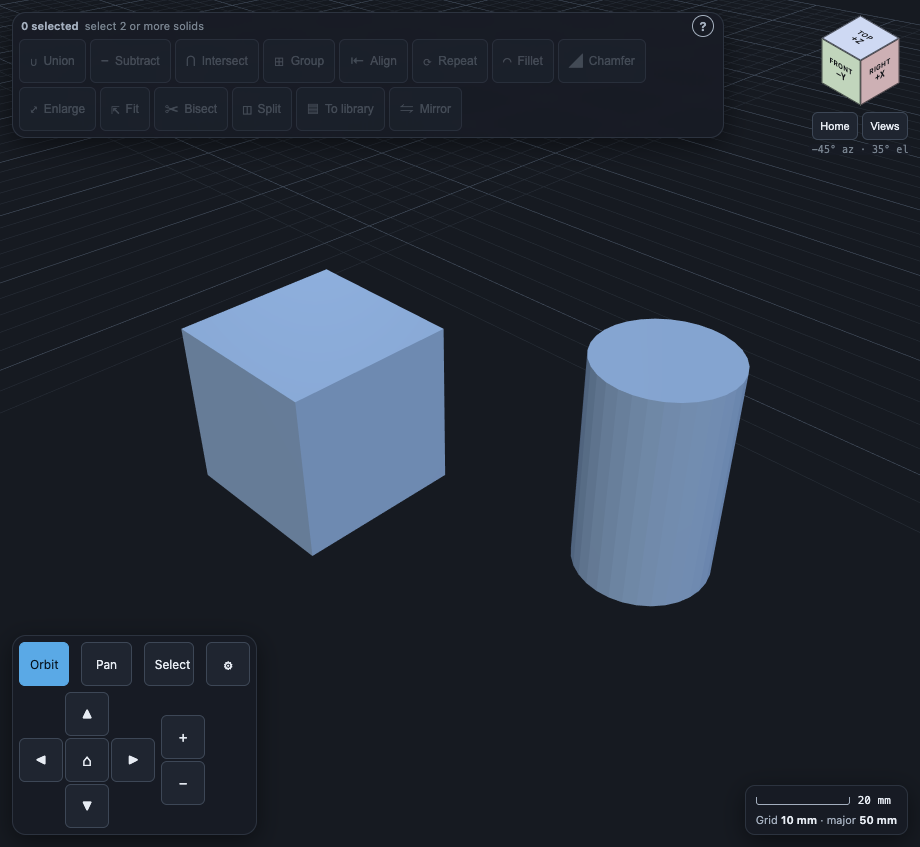 0 selected select 2 or more solids
?
∪ Union
− Subtract
⋂ Intersect
⊞ Group
Align
⟳ Repeat
Fillet
Chamfer
Enlarge
Fit
Bisect
Split
To library
Mirror
TOP
+Z
FRONT
−Y
RIGHT
+X
Home
Views
−45° az · 35° el
Orbit
Pan
Select
+
−
20 mm
Grid 10 mm · major 50 mm